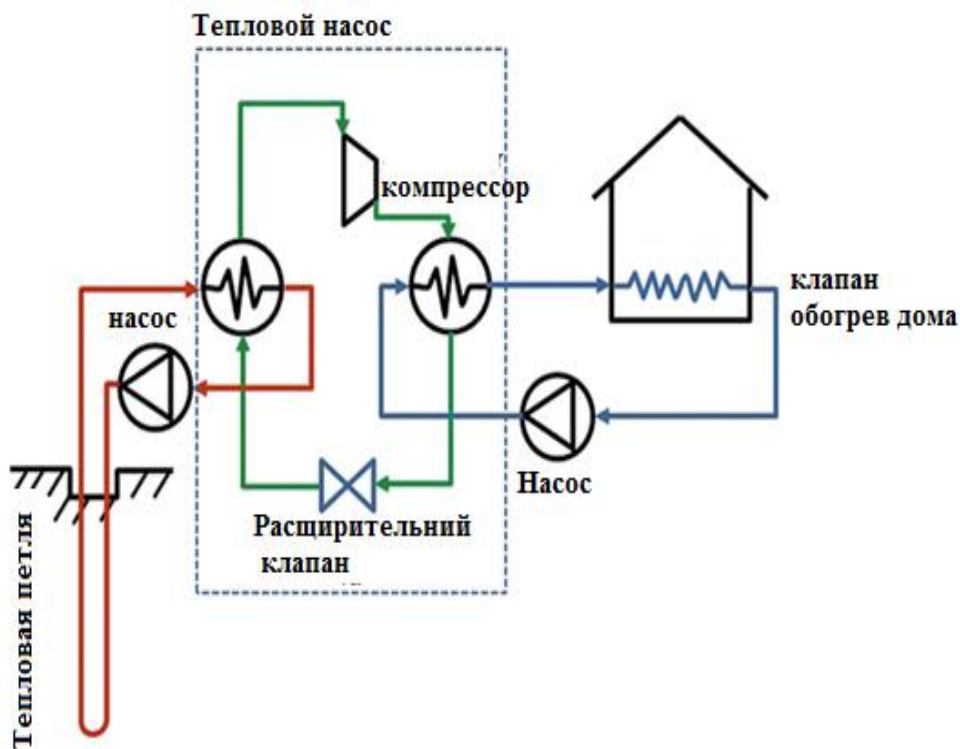 Тепловой насос
компрессор
насос
клапан
обогрев дома
Насос
Расщирительний
клапан
Тепловая петля